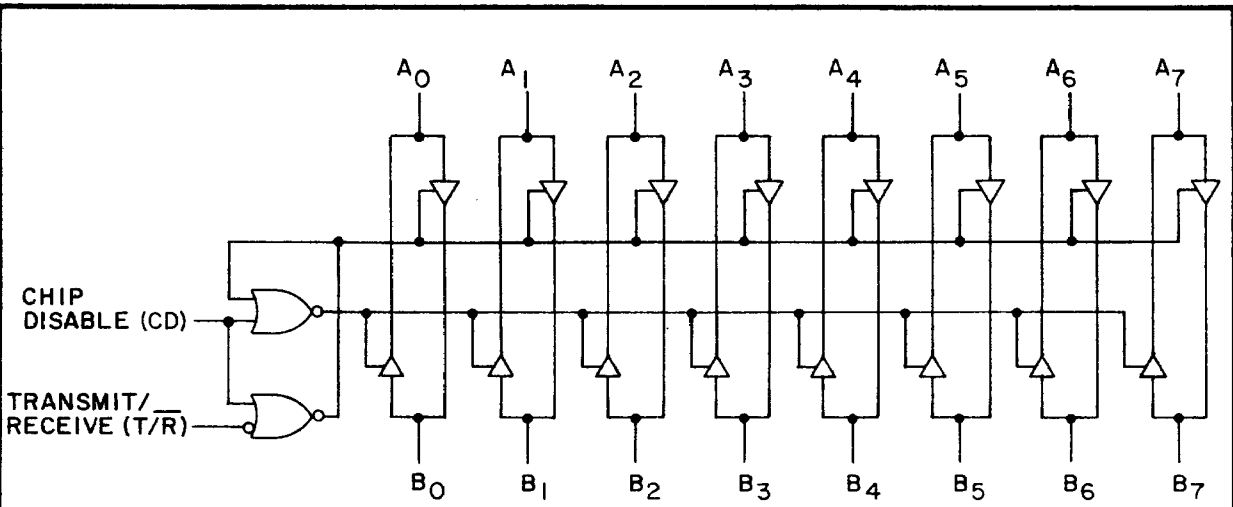 A0 A1 A2 A3 A4 A5 A6 A7
CHIP
DISABLE (CD)
TRANSMIT/
RECEIVE (T/R̅)
B0 B1 B2 B3 B4 B5 B6 B7